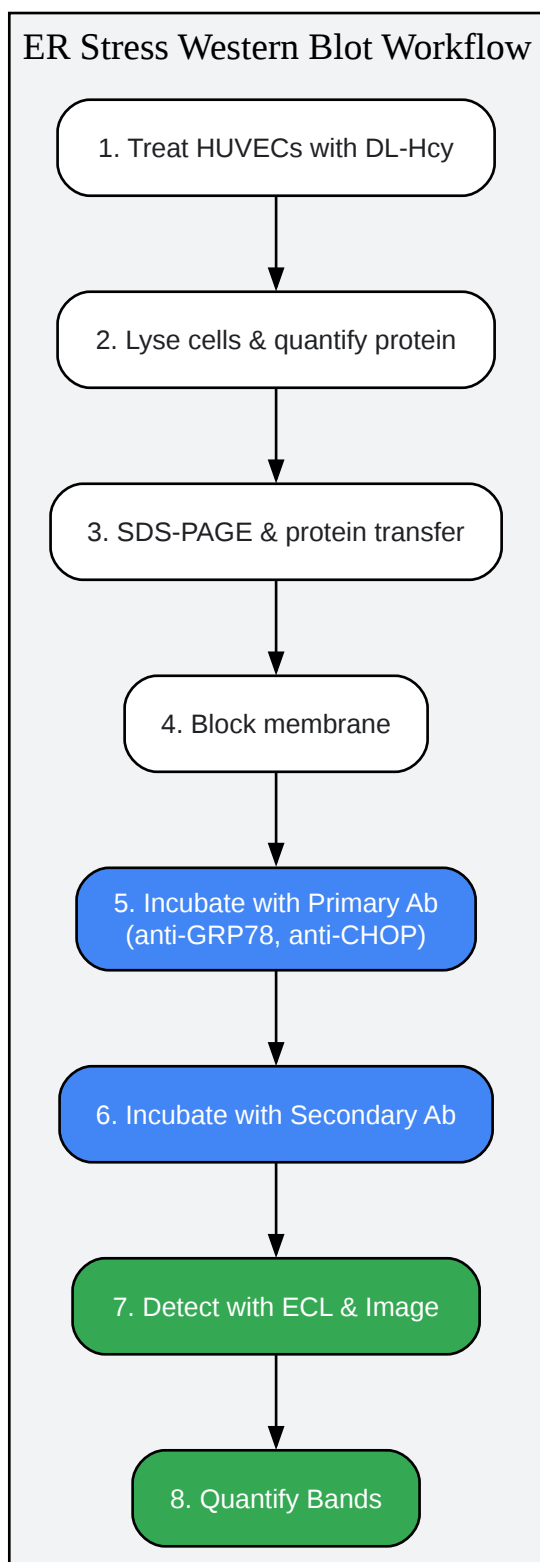 ER Stress Western Blot Workflow
1. Treat HUVECs with DL-Hcy
2. Lyse cells & quantify protein
3. SDS-PAGE & protein transfer
4. Block membrane
5. Incubate with Primary Ab
(anti-GRP78, anti-CHOP)
6. Incubate with Secondary Ab
7. Detect with ECL & Image
8. Quantify Bands